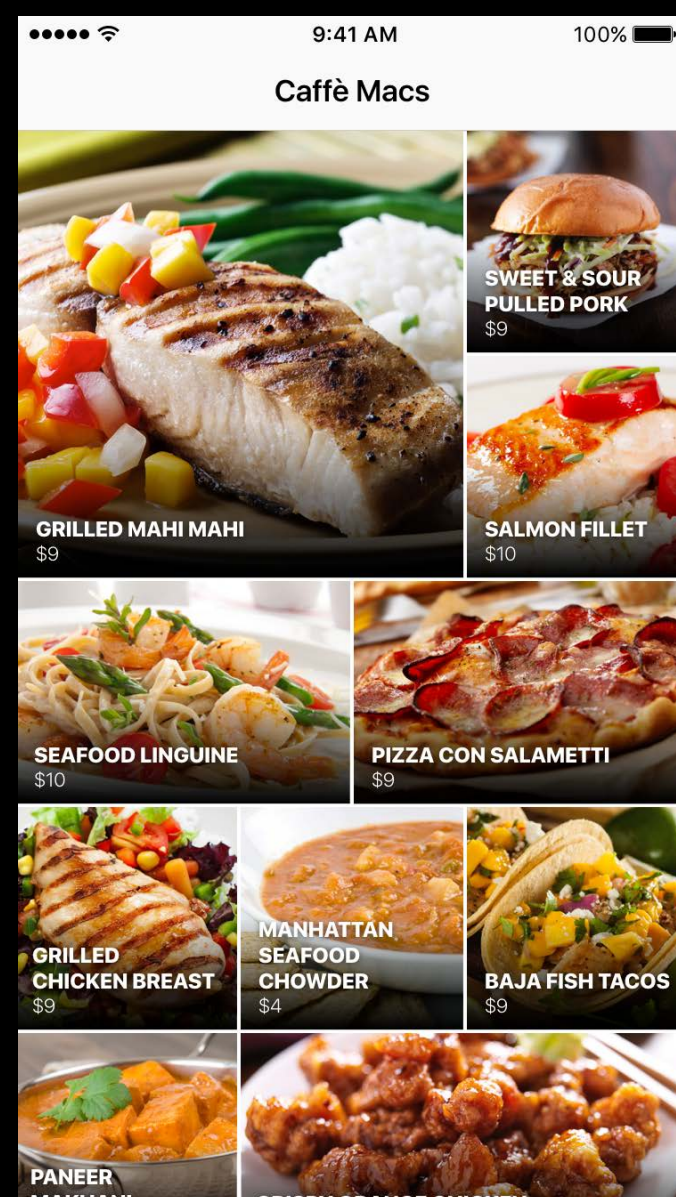 9:41 AM
100%
Caffè Macs
GRILLED MAHI MAHI
$9
SWEET & SOUR
PULLED PORK
$9
SALMON FILLET
$10
SEAFOOD LINGUINE
$10
PIZZA CON SALAMETTI
$9
GRILLED
CHICKEN BREAST
$9
MANHATTAN
SEAFOOD
CHOWDER
$4
BAJA FISH TACOS
$9
PANEER